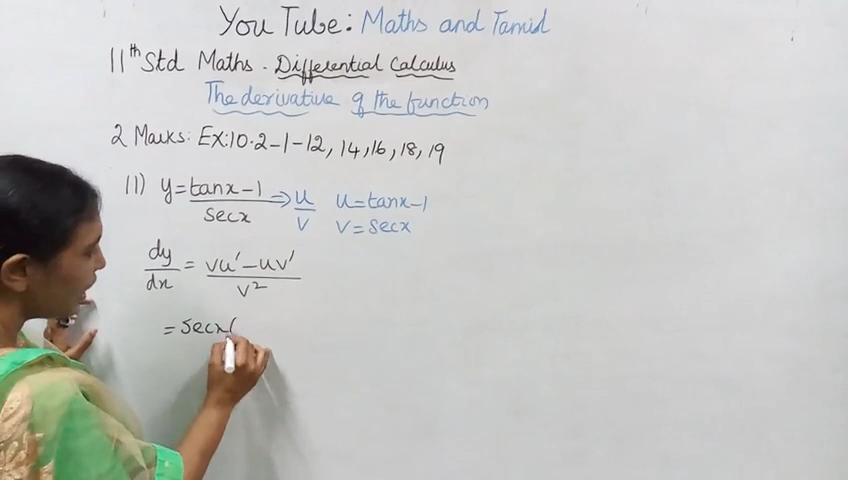 You Tube: Maths and Tamil
11th Std Maths - Differential Calculus
The derivative of the function
2 Marks: EX:10.2-1-12, 14,16,18,19
11) y = tanx-1 / secx => u/v u = tanx-1
v = secx
dy/dx = vu' - uv' / v²
= secx(